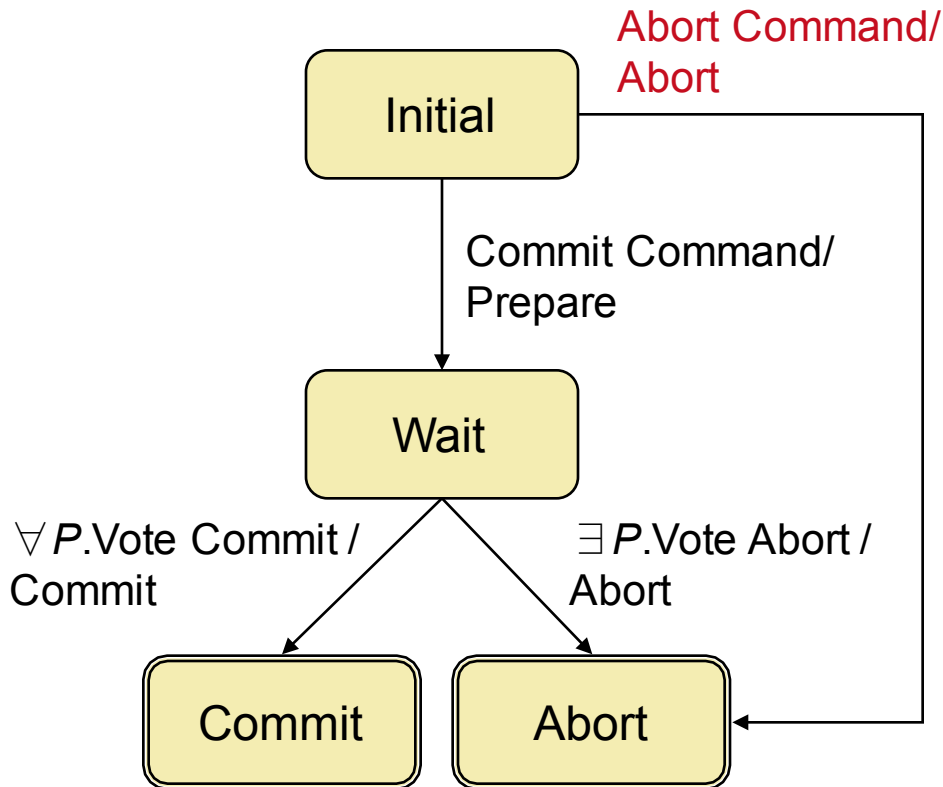 Abort Command/
Abort
Initial
Commit Command/
Prepare
Wait
∀P.Vote Commit /
Commit
∃P.Vote Abort /
Abort
Commit
Abort